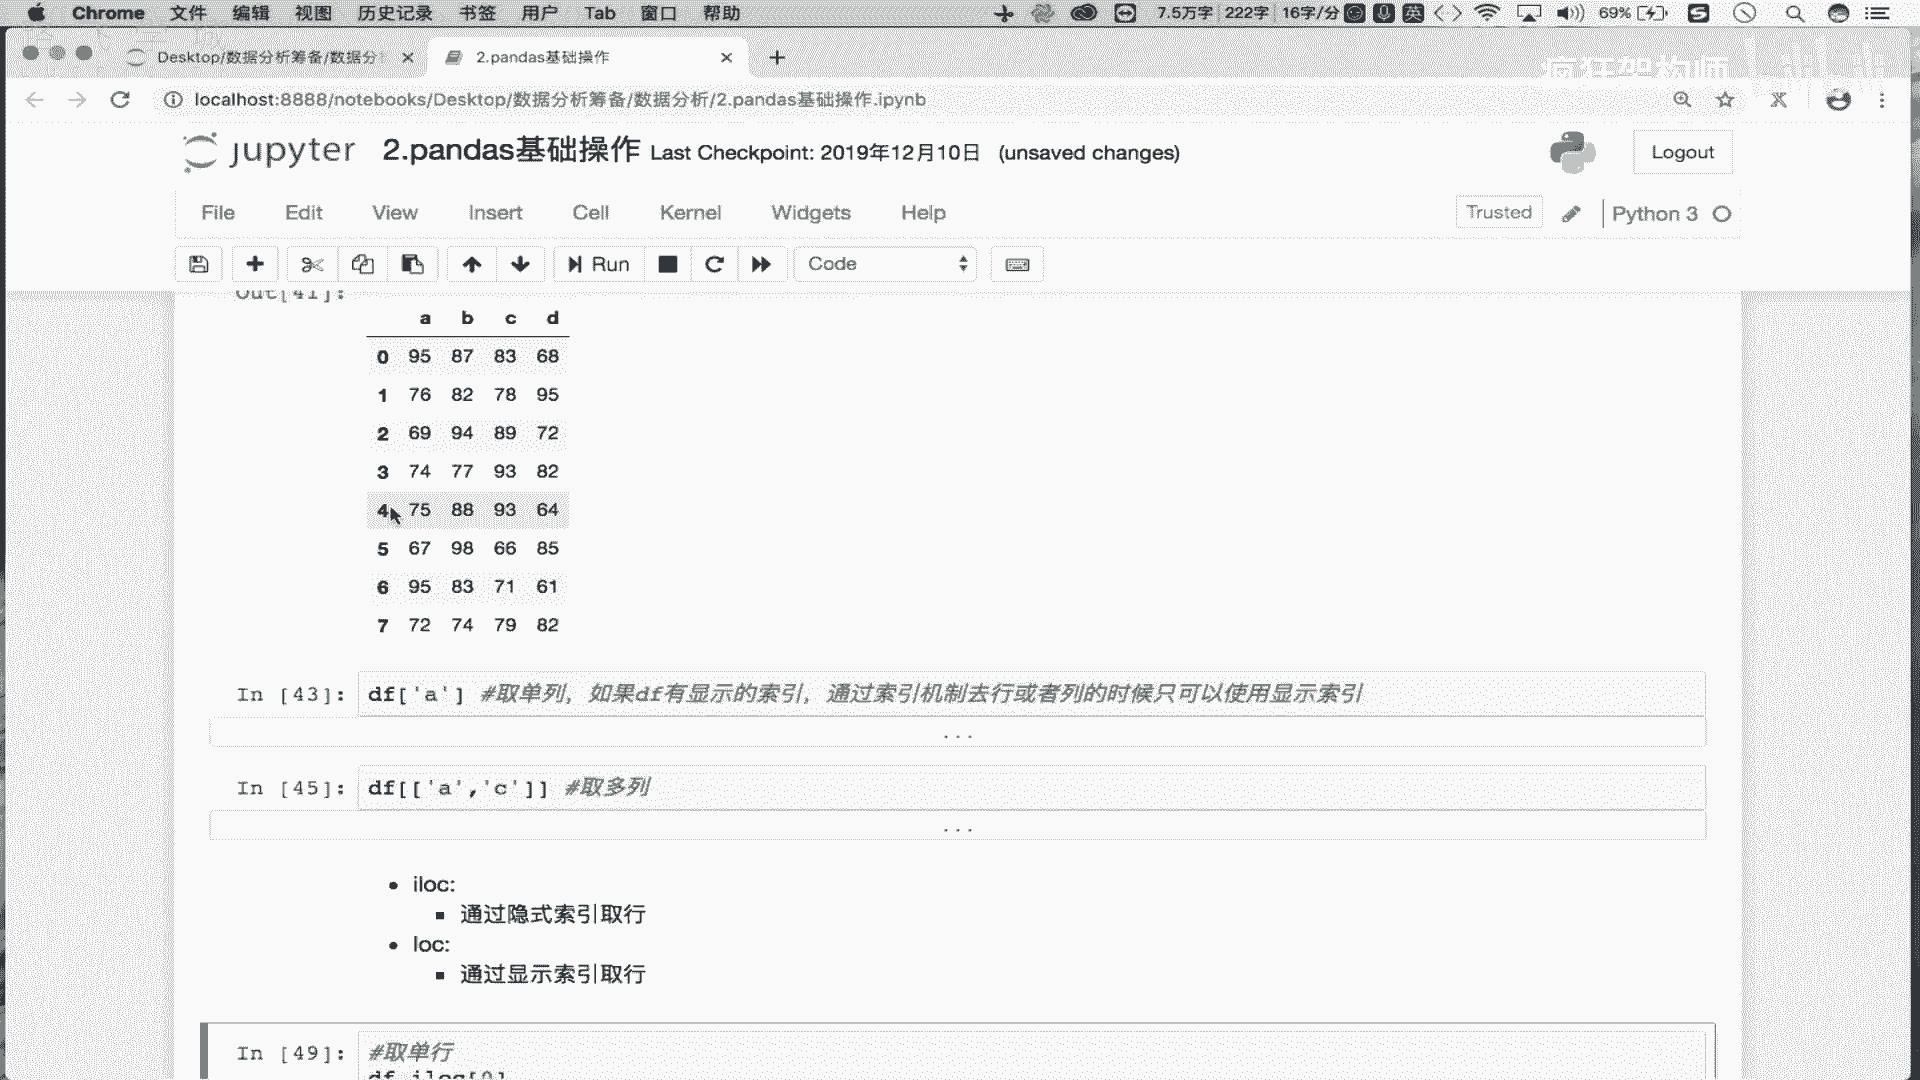 Chrome 文件 编辑 视图 历史记录 书签 用户 Tab 窗口 帮助 7.5万字 222字 16字/分 英 69%
Desktop/数据分析筹备/数据分 2.pandas基础操作
疯狂架构师
localhost:8888/notebooks/Desktop/数据分析筹备/数据分析/2.pandas基础操作.ipynb
jupyter 2.pandas基础操作 Last Checkpoint: 2019年12月10日 (unsaved changes) Logout
File Edit View Insert Cell Kernel Widgets Help Trusted Python 3
Run Code
Out[41]:
a b c d
0 95 87 83 68
1 76 82 78 95
2 69 94 89 72
3 74 77 93 82
4 75 88 93 64
5 67 98 66 85
6 95 83 71 61
7 72 74 79 82
In [43]: df['a'] #取单列，如果df有显示的索引，通过索引机制去行或者列的时候只可以使用显示索引
...
In [45]: df[['a','c']] #取多列
...
iloc:
通过隐式索引取行
loc:
通过显示索引取行
In [49]: #取单行
df.iloc[0]